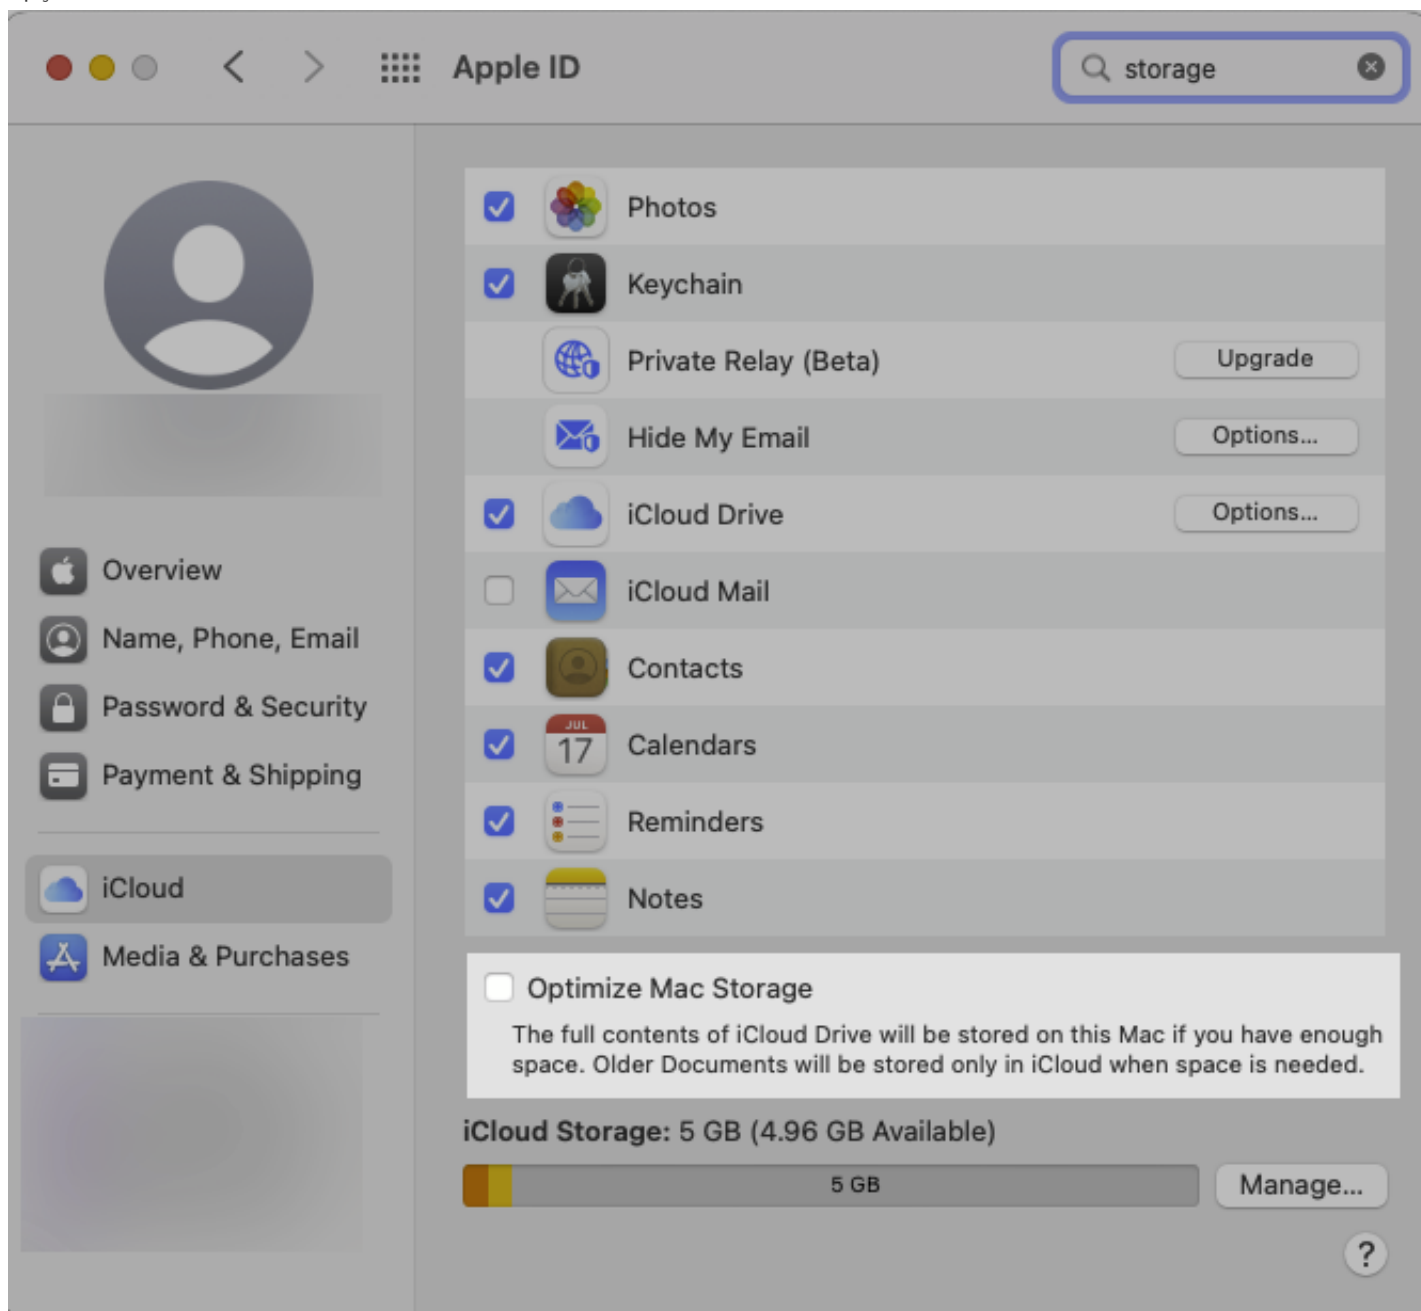 Apple ID
storage
Overview
Name, Phone, Email
Password & Security
Payment & Shipping
iCloud
Media & Purchases
Photos
Keychain
Private Relay (Beta)
Upgrade
Hide My Email
Options...
iCloud Drive
Options...
iCloud Mail
Contacts
JUL
17
Calendars
Reminders
Notes
Optimize Mac Storage
The full contents of iCloud Drive will be stored on this Mac if you have enough
space. Older Documents will be stored only in iCloud when space is needed.
iCloud Storage: 5 GB (4.96 GB Available)
5 GB
Manage...
?